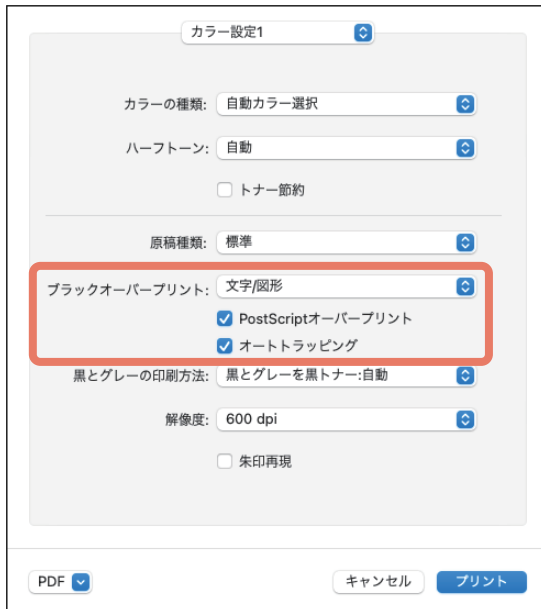 カラー設定1
カラーの種類: 自動カラー選択
ハーフトーン: 自動
トナー節約
原稿種類: 標準
ブラックオーバープリント: 文字/図形
PostScriptオーバープリント
オートトラッピング
黒とグレーの印刷方法: 黒とグレーを黒トナー:自動
解像度: 600 dpi
朱印再現
PDF キャンセル プリント